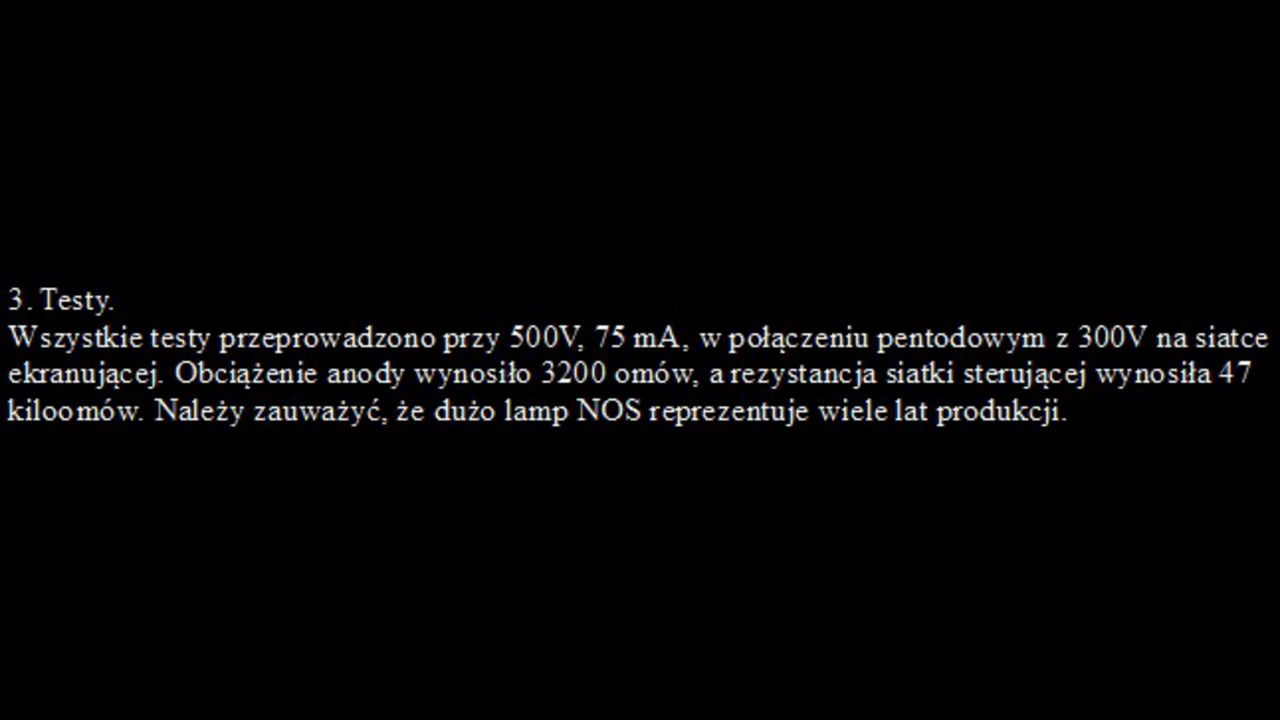 3. Testy.
Wszystkie testy przeprowadzono przy 500V, 75 mA, w połączeniu pentodowym z 300V na siatce
ekranującej. Obciążenie anody wynosiło 3200 omów, a rezystancja siatki sterującej wynosiła 47
kiloomów. Należy zauważyć, że dużo lamp NOS reprezentuje wiele lat produkcji.